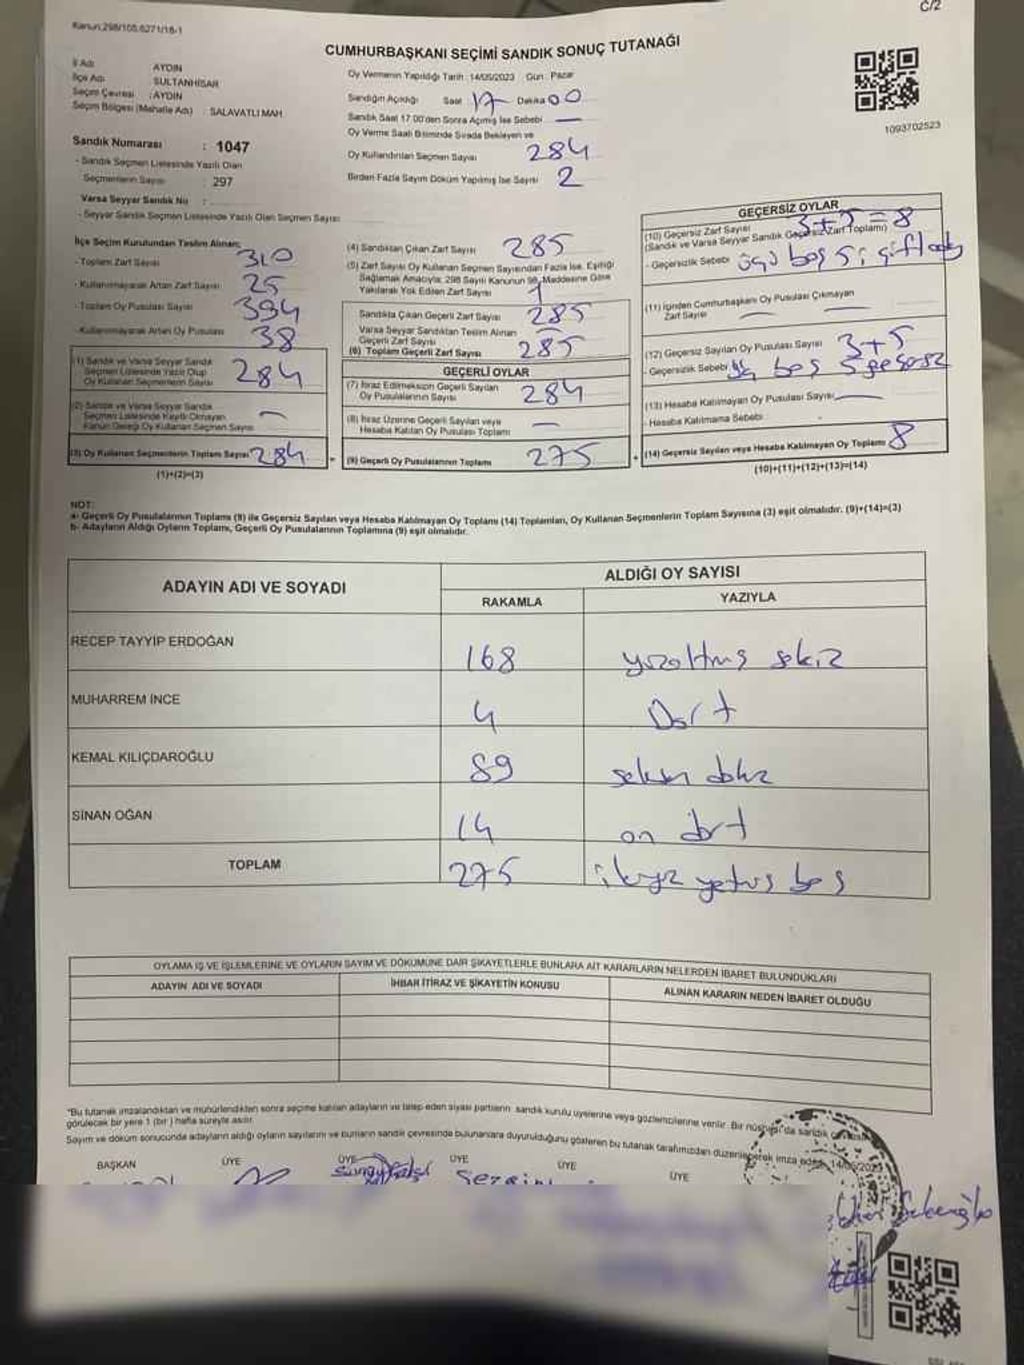 Kanun:298/105,6271/18-1
C/2
CUMHURBAŞKANI SEÇİMİ SANDIK SONUÇ TUTANAĞI
İl Adı AYDIN
İlçe Adı SULTANHİSAR
Seçim Çevresi : AYDIN
Seçim Bölgesi (Mahalle Adı) : SALAVATLI MAH.
Sandık Numarası : 1047
- Sandık Seçmen Listesinde Yazılı Olan
Seçmenlerin Sayısı : 297
Varsa Seyyar Sandık No :
- Seyyar Sandık Seçmen Listesinde Yazılı Olan Seçmen Sayısı:
Oy Vermenin Yapıldığı Tarih :14/05/2023 Gün : Pazar
Sandığın Açıldığı Saat 17 Dakika 00
Sandık Saat 17.00'den Sonra Açılmış İse Sebebi —
Oy Verme Saati Bitiminde Sırada Bekleyen ve
Oy Kullandırılan Seçmen Sayısı 284
Birden Fazla Sayım Döküm Yapılmış İse Sayısı 2
1093702523
İlçe Seçim Kurulundan Teslim Alınan;
- Toplam Zarf Sayısı 310
- Kullanılmayarak Artan Zarf Sayısı 25
- Toplam Oy Pusulası Sayısı 394
- Kullanılmayarak Artan Oy Pusulası 38
(1) Sandık ve Varsa Seyyar Sandık
Seçmen Listesinde Yazılı Olup
Oy Kullanan Seçmenlerin Sayısı 284
(2) Sandık ve Varsa Seyyar Sandık
Seçmen Listesinde Kayıtlı Olmayan
Kanun Gereği Oy Kullanan Seçmen Sayısı —
(3) Oy Kullanan Seçmenlerin Toplam Sayısı 284
(1)+(2)=(3)
(4) Sandıktan Çıkan Zarf Sayısı 285
(5) Zarf Sayısı Oy Kullanan Seçmen Sayısından Fazla İse, Eşitliği
Sağlamak Amacıyla; 298 Sayılı Kanunun 98. Maddesine Göre
Yakılarak Yok Edilen Zarf Sayısı 1
Sandıkta Çıkan Geçerli Zarf Sayısı 285
Varsa Seyyar Sandıktan Teslim Alınan
Geçerli Zarf Sayısı —
(6) Toplam Geçerli Zarf Sayısı 285
GEÇERLİ OYLAR
(7) İtiraz Edilmeksizin Geçerli Sayılan
Oy Pusulalarının Sayısı 284
(8) İtiraz Üzerine Geçerli Sayılan veya
Hesaba Katılan Oy Pusulası Toplamı —
(9) Geçerli Oy Pusulalarının Toplamı 275
GEÇERSİZ OYLAR
(10) Geçersiz Zarf Sayısı 3+5=8
(Sandık ve Varsa Seyyar Sandık Geçersiz Zarf Toplamı)
- Geçersizlik Sebebi üçü boş 5i çift
(11) İçinden Cumhurbaşkanı Oy Pusulası Çıkmayan
Zarf Sayısı —
(12) Geçersiz Sayılan Oy Pusulası Sayısı 3+5
- Geçersizlik Sebebi üç boş 5 geçersiz
(13) Hesaba Katılmayan Oy Pusulası Sayısı —
- Hesaba Katılmama Sebebi :
(14) Geçersiz Sayılan veya Hesaba Katılmayan Oy Toplamı 8
(10)+(11)+(12)+(13)=(14)
NOT:
a- Geçerli Oy Pusulalarının Toplamı (9) ile Geçersiz Sayılan veya Hesaba Katılmayan Oy Toplamı (14) Toplamları, Oy Kullanan Seçmenlerin Toplam Sayısına (3) eşit olmalıdır. (9)+(14)=(3)
b- Adayların Aldığı Oyların Toplamı, Geçerli Oy Pusulalarının Toplamına (9) eşit olmalıdır.
ADAYIN ADI VE SOYADI
ALDIĞI OY SAYISI
RAKAMLA YAZIYLA
RECEP TAYYİP ERDOĞAN 168 yüzaltmış sekiz
MUHARREM İNCE 4 Dört
KEMAL KILIÇDAROĞLU 89 seksen dokuz
SİNAN OĞAN 14 on dört
TOPLAM 275 ikiyüz yetmiş beş
OYLAMA İŞ VE İŞLEMLERİNE VE OYLARIN SAYIM VE DÖKÜMÜNE DAİR ŞİKAYETLERLE BUNLARA AİT KARARLARIN NELERDEN İBARET BULUNDUKLARI
ADAYIN ADI VE SOYADI İHBAR İTİRAZ VE ŞİKAYETİN KONUSU ALINAN KARARIN NEDEN İBARET OLDUĞU
*Bu tutanak imzalandıktan ve mühürlendikten sonra seçime katılan adayların ve talep eden siyasi partilerin sandık kurulu üyelerine veya gözlemcilerine verilir. Bir nüshası da sandık
görülecek bir yere 1 (bir) hafta süreyle asılır.
Sayım ve döküm sonucunda adayların aldığı oyların sayılarını ve bunların sandık çevresinde bulunanlara duyurulduğunu gösteren bu tutanak tarafımızdan düzenlenerek imza edildi. 14/05/2023
BAŞKAN ÜYE ÜYE ÜYE ÜYE ÜYE